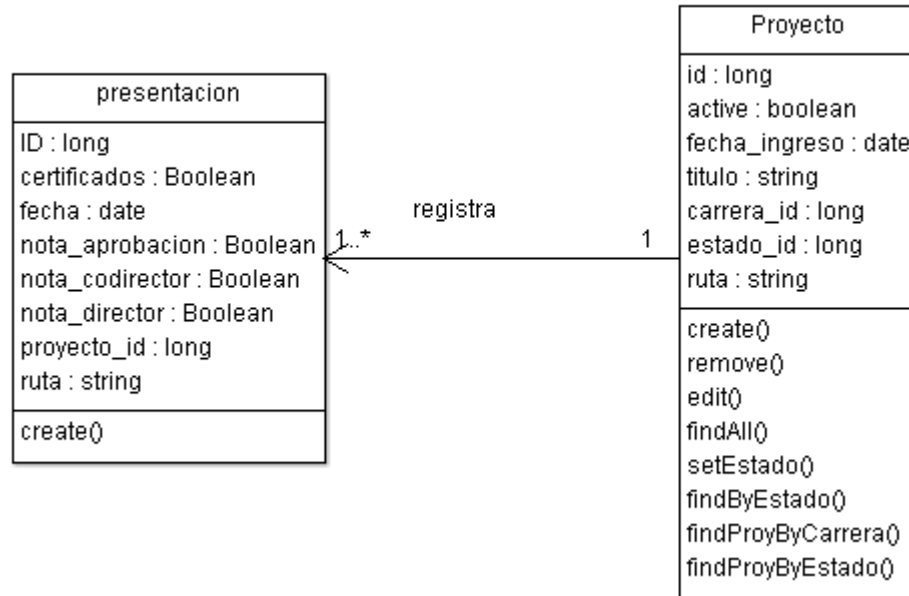 presentacion
ID : long
certificados : Boolean
fecha : date
nota_aprobacion : Boolean
nota_codirector : Boolean
nota_director : Boolean
proyecto_id : long
ruta : string
create()
registra
1..*
1
Proyecto
id : long
active : boolean
fecha_ingreso : date
titulo : string
carrera_id : long
estado_id : long
ruta : string
create()
remove()
edit()
findAll()
setEstado()
findByEstado()
findProyByCarrera()
findProyByEstado()